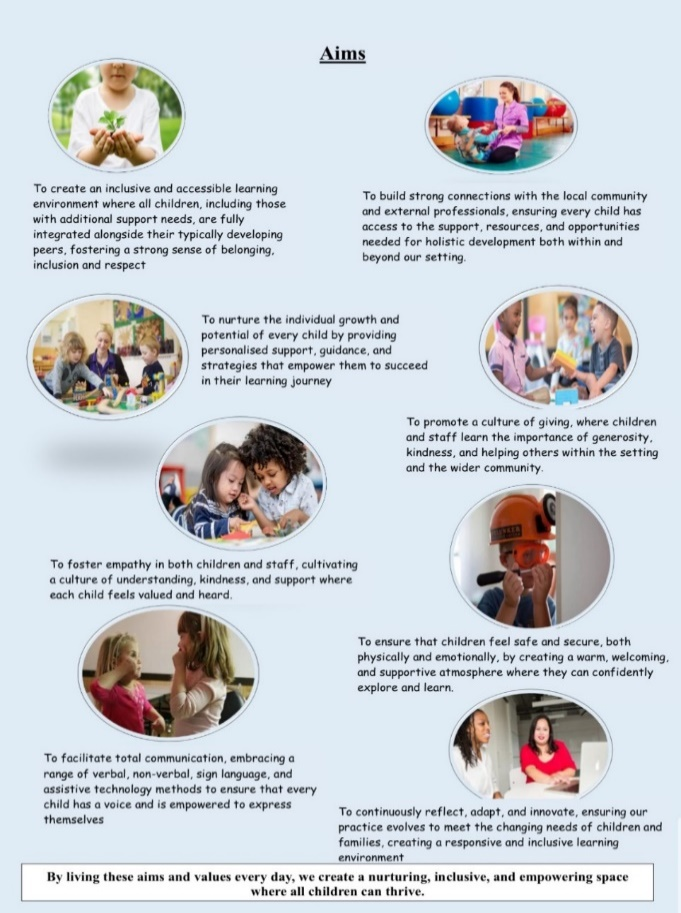 Aims
To create an inclusive and accessible learning
environment where all children, including those
with additional support needs, are fully
integrated alongside their typically developing
peers, fostering a strong sense of belonging,
inclusion and respect
To build strong connections with the local community
and external professionals, ensuring every child has
access to the support, resources, and opportunities
needed for holistic development both within and
beyond our setting.
To nurture the individual growth and
potential of every child by providing
personalised support, guidance, and
strategies that empower them to succeed
in their learning journey
To promote a culture of giving, where children
and staff learn the importance of generosity,
kindness, and helping others within the setting
and the wider community.
To foster empathy in both children and staff, cultivating
a culture of understanding, kindness, and support where
each child feels valued and heard.
To ensure that children feel safe and secure, both
physically and emotionally, by creating a warm, welcoming,
and supportive atmosphere where they can confidently
explore and learn.
To facilitate total communication, embracing a
range of verbal, non-verbal, sign language, and
assistive technology methods to ensure that every
child has a voice and is empowered to express
themselves
To continuously reflect, adapt, and innovate, ensuring our
practice evolves to meet the changing needs of children and
families, creating a responsive and inclusive learning
environment
By living these aims and values every day, we create a nurturing, inclusive, and empowering space
where all children can thrive.